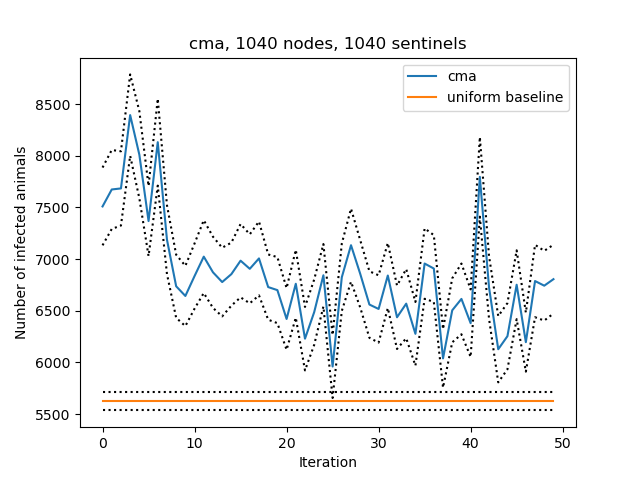 cma, 1040 nodes, 1040 sentinels
cma
uniform baseline
Number of infected animals
8500
8000
7500
7000
6500
6000
5500
0 10 20 30 40 50
Iteration